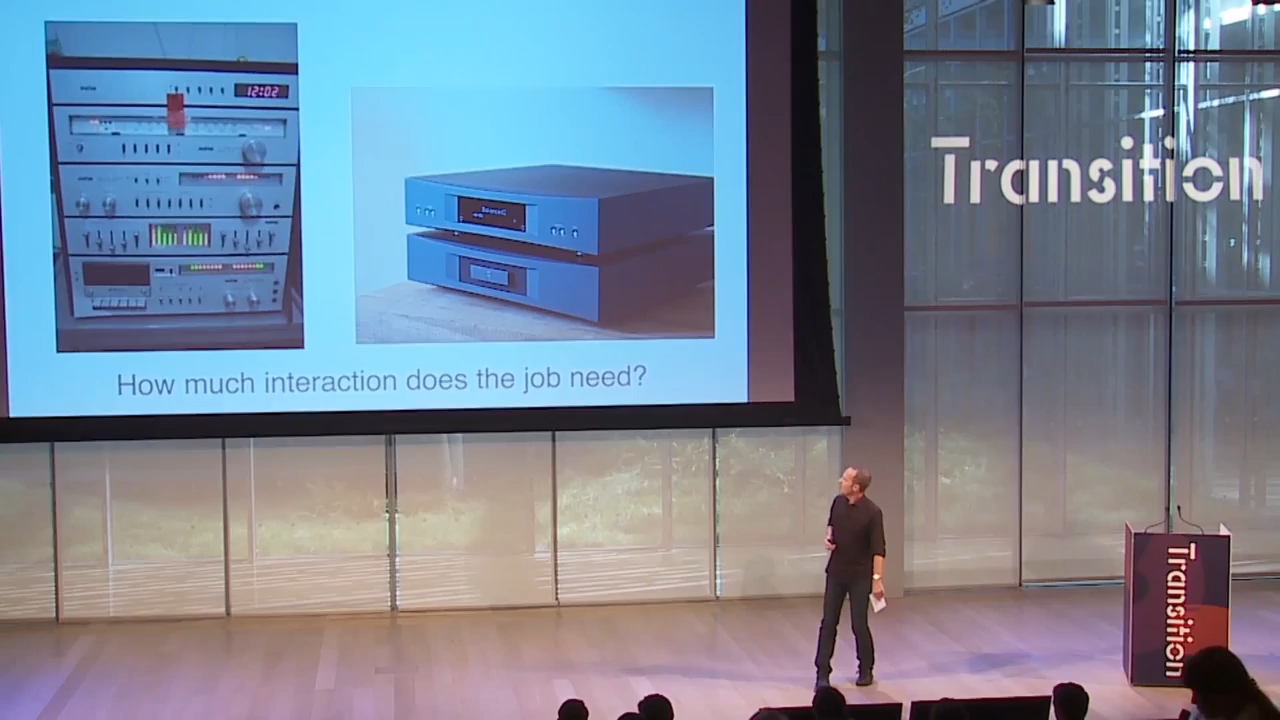 12:02
Transition
How much interaction does the job need?
Transition